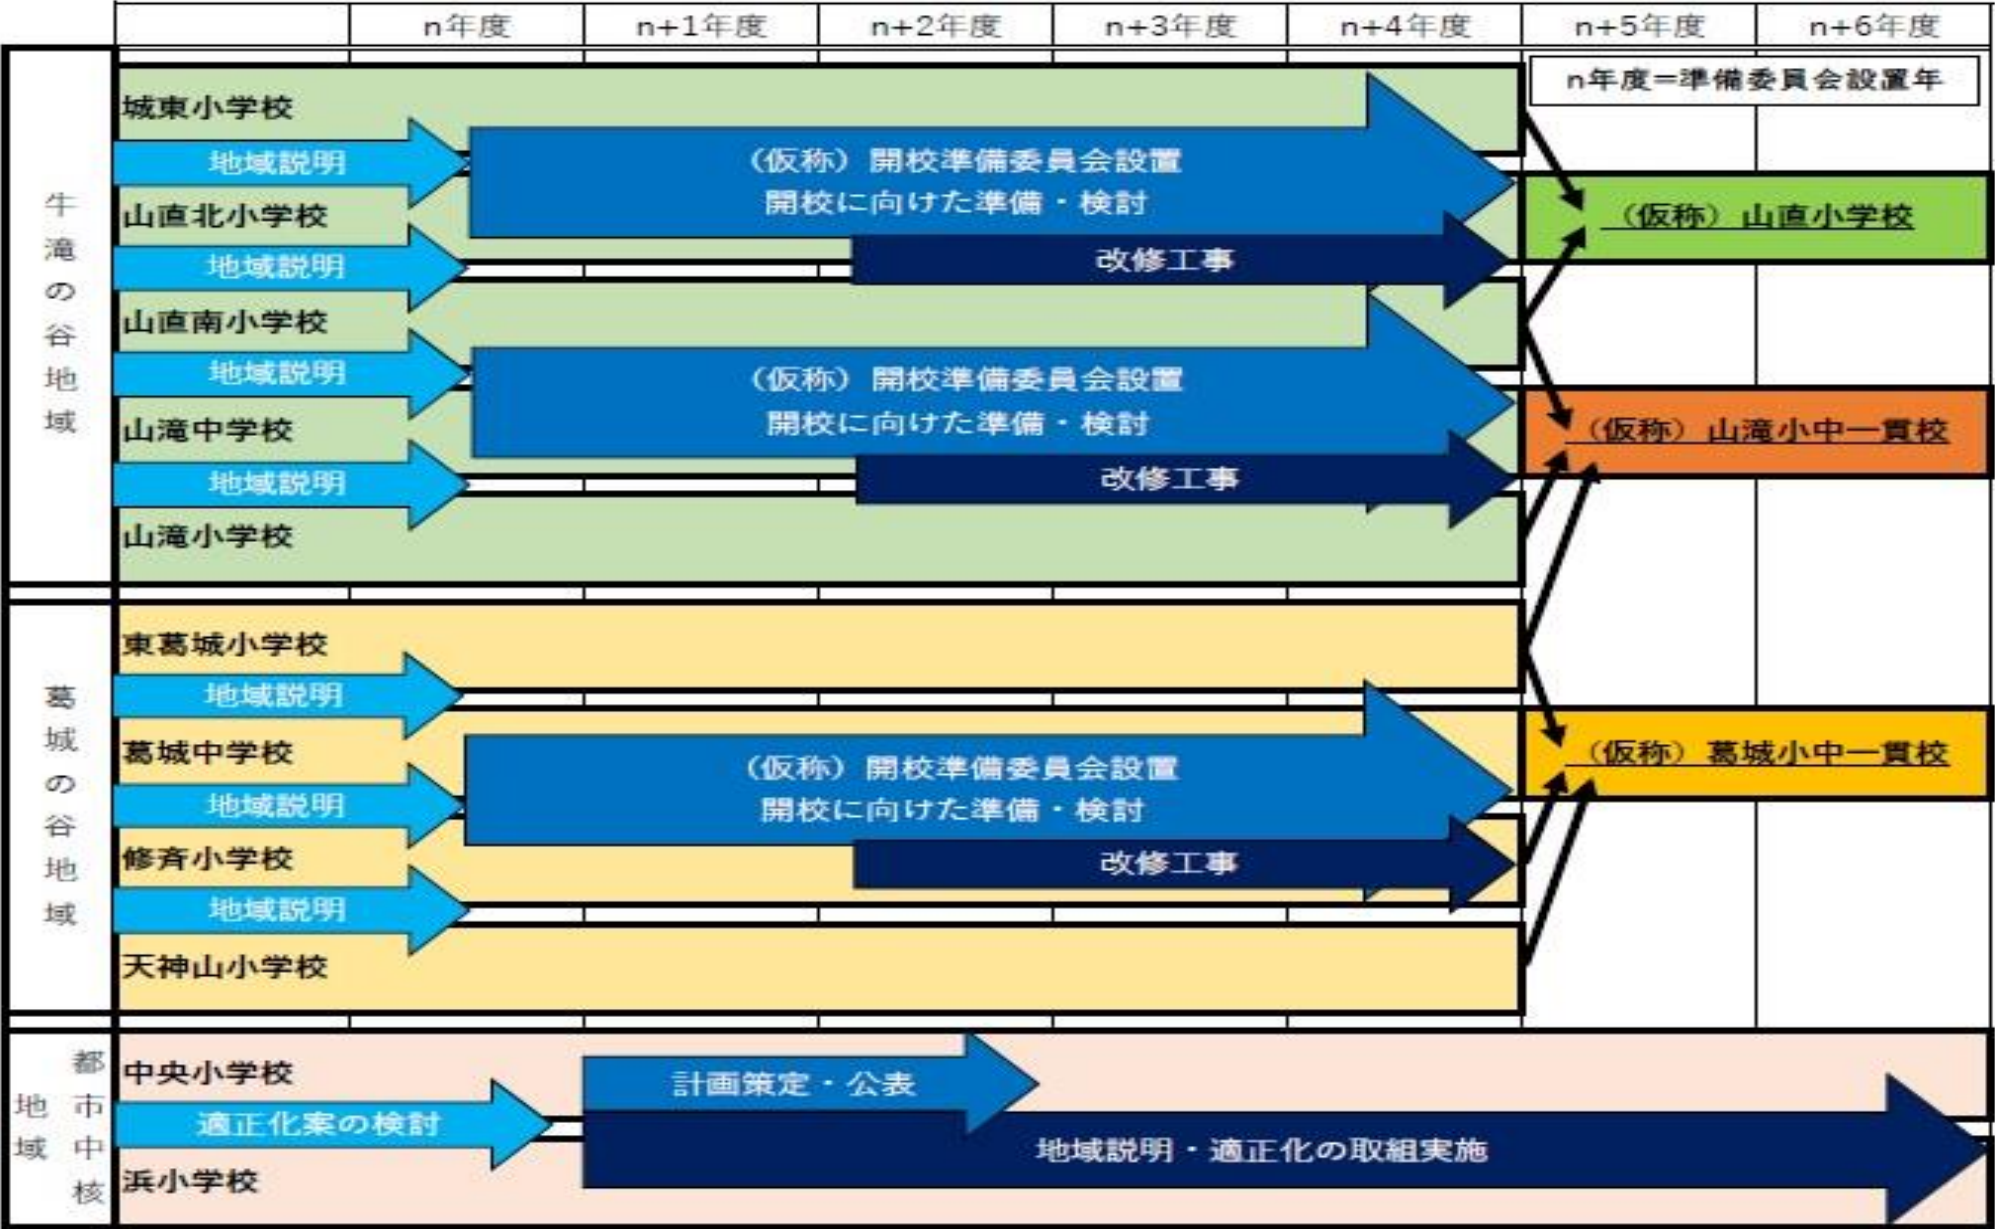 n年度 n+1年度 n+2年度 n+3年度 n+4年度 n+5年度 n+6年度
n年度＝準備委員会設置年
牛滝の谷地域
城東小学校
地域説明
（仮称）開校準備委員会設置
開校に向けた準備・検討
山直北小学校
（仮称）山直小学校
地域説明
改修工事
山直南小学校
地域説明
（仮称）開校準備委員会設置
開校に向けた準備・検討
山滝中学校
（仮称）山滝小中一貫校
地域説明
改修工事
山滝小学校
葛城の谷地域
東葛城小学校
地域説明
葛城中学校
（仮称）葛城小中一貫校
（仮称）開校準備委員会設置
開校に向けた準備・検討
地域説明
修斉小学校
改修工事
地域説明
天神山小学校
都市中核
地域
中央小学校
計画策定・公表
適正化案の検討
地域説明・適正化の取組実施
浜小学校